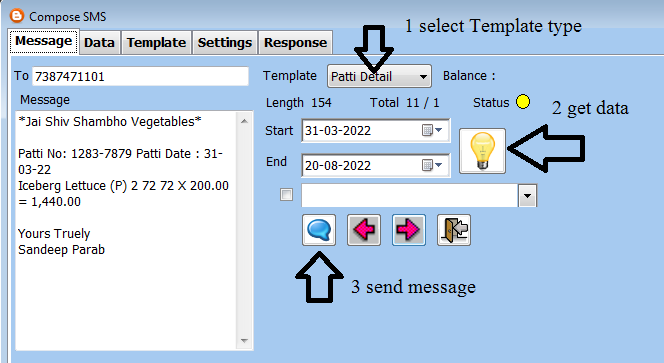 Compose SMS
1 select Template type
Message Data Template Settings Response
To 7387471101
Template Patti Detail Balance :
Message
Length 154 Total 11 / 1 Status
2 get data
*Jai Shiv Shambho Vegetables*
Patti No: 1283-7879 Patti Date : 31-
03-22
Iceberg Lettuce (P) 2 72 72 X 200.00
= 1,440.00
Yours Truely
Sandeep Parab
Start 31-03-2022
End 20-08-2022
3 send message